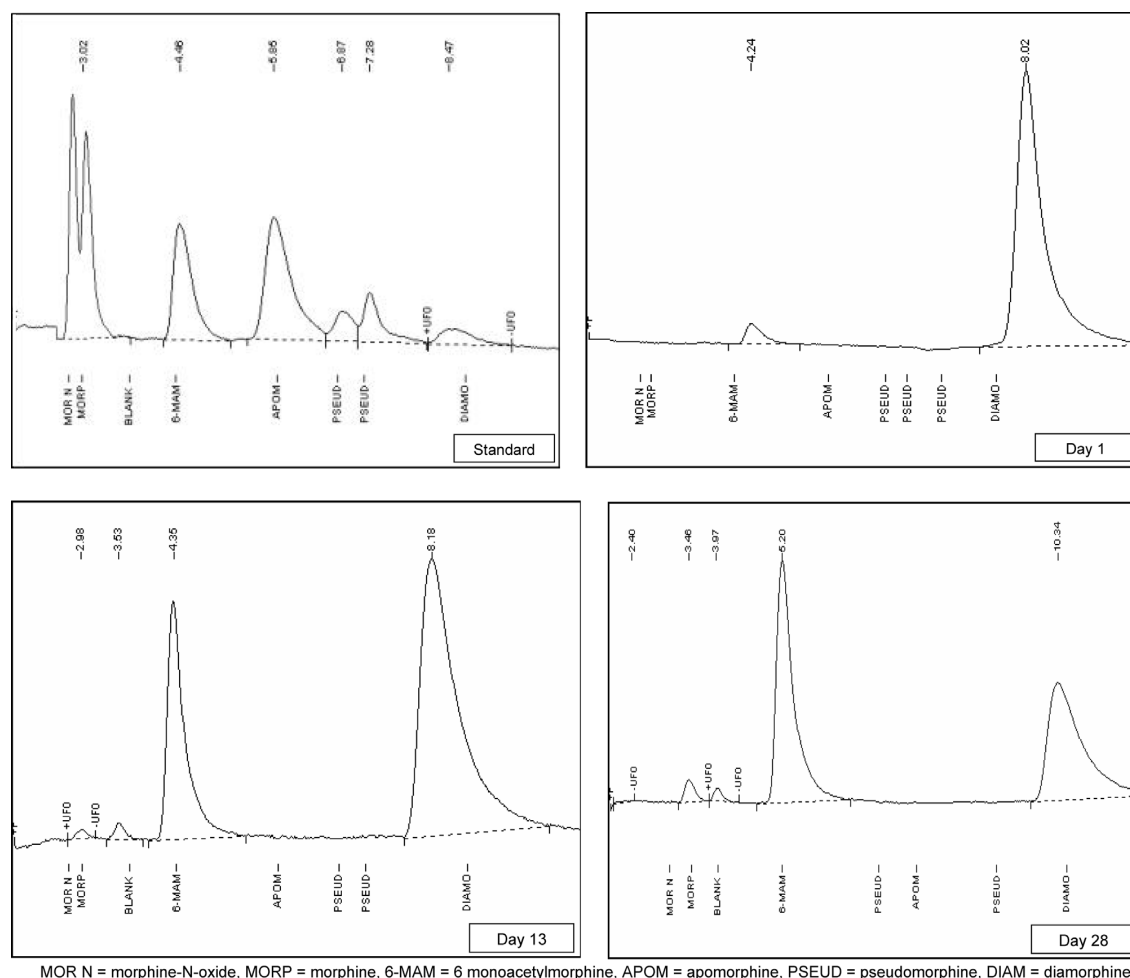 −3.02 −4.46 −5.85 −6.87 −7.28 −8.47
+UFO -UFO
MOR N − MORP − BLANK − 6-MAM − APOM − PSEUD − PSEUD − DIAMO −
Standard
−4.24 8.02
MOR N − MORP − 6-MAM − APOM − PSEUD − PSEUD − PSEUD − DIAMO −
Day 1
−2.98 −3.53 −4.35 8.18
+UFO -UFO
MOR N − MORP − BLANK − 6-MAM − APOM − PSEUD − PSEUD − DIAMO −
Day 13
−2.40 −3.46 −3.97 5.20 −10.34
-UFO +UFO -UFO
MOR N − MORP − BLANK − 6-MAM − PSEUD − APOM − PSEUD − DIAMO −
Day 28
MOR N = morphine-N-oxide, MORP = morphine, 6-MAM = 6 monoacetylmorphine, APOM = apomorphine, PSEUD = pseudomorphine, DIAM = diamorphine